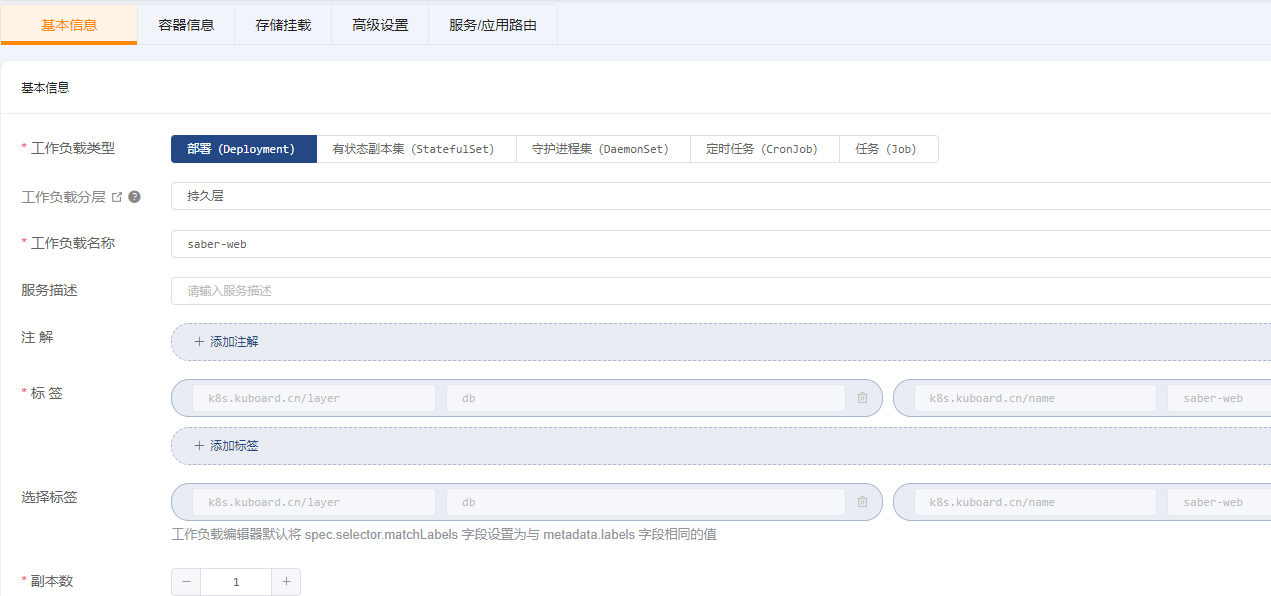 基本信息 容器信息 存储挂载 高级设置 服务/应用路由
基本信息
* 工作负载类型 部署 (Deployment) 有状态副本集 (StatefulSet) 守护进程集 (DaemonSet) 定时任务 (CronJob) 任务 (Job)
工作负载分层 ? 持久层
* 工作负载名称 saber-web
服务描述 请输入服务描述
注 解 + 添加注解
* 标 签 k8s.kuboard.cn/layer db k8s.kuboard.cn/name saber-web
+ 添加标签
选择标签 k8s.kuboard.cn/layer db k8s.kuboard.cn/name saber-web
工作负载编辑器默认将 spec.selector.matchLabels 字段设置为与 metadata.labels 字段相同的值
* 副本数 − 1 +